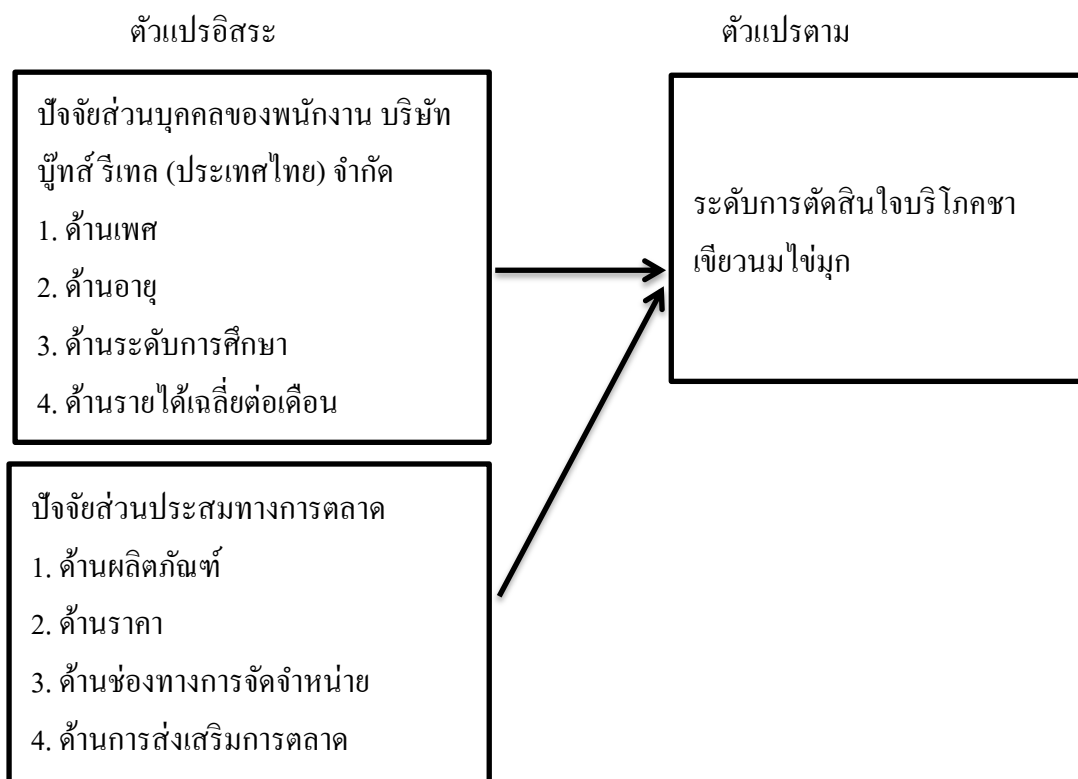 ตัวแปรอิสระ
ตัวแปรตาม
ปัจจัยส่วนบุคคลของพนักงาน บริษัท
บู๊ทส์ รีเทล (ประเทศไทย) จำกัด
1. ด้านเพศ
2. ด้านอายุ
3. ด้านระดับการศึกษา
4. ด้านรายได้เฉลี่ยต่อเดือน
ระดับการตัดสินใจบริโภคชา
เขียวนมไข่มุก
ปัจจัยส่วนประสมทางการตลาด
1. ด้านผลิตภัณฑ์
2. ด้านราคา
3. ด้านช่องทางการจัดจำหน่าย
4. ด้านการส่งเสริมการตลาด